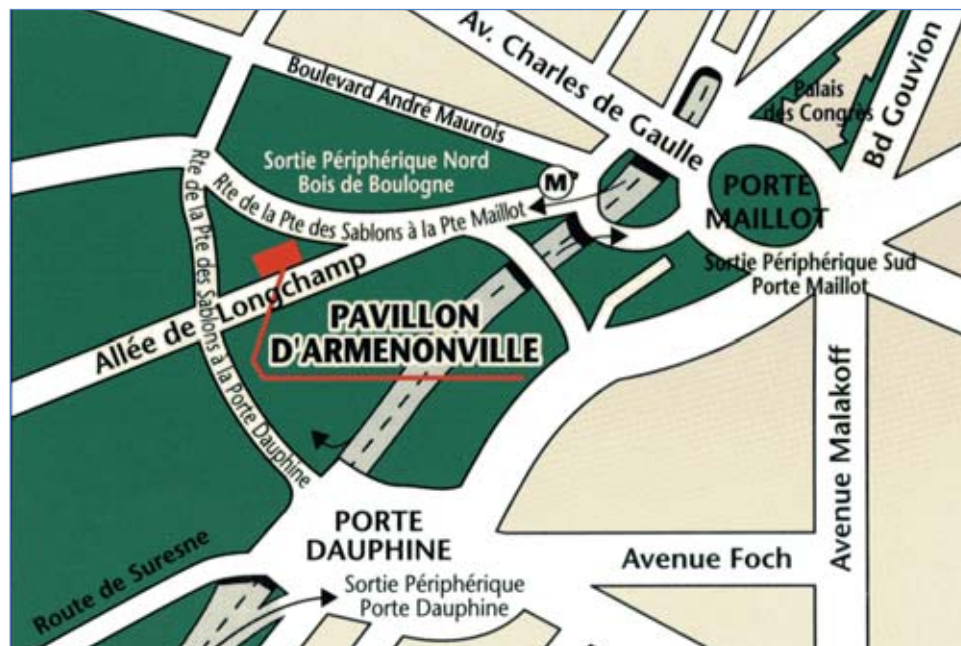 Av. Charles de Gaulle
Boulevard André Maurois
Palais
des Congrès
Bd Gouvion
Sortie Périphérique Nord
Bois de Boulogne
M
PORTE
MAILLOT
Rte de la Pte des Sablons à la Pte Maillot
Rte de la Pte des Sablons à la Porte Dauphine
Sortie Périphérique Sud
Porte Maillot
Allée de Longchamp
PAVILLON
D'ARMENONVILLE
Avenue Malakoff
PORTE
DAUPHINE
Avenue Foch
Route de Suresne
Sortie Périphérique
Porte Dauphine